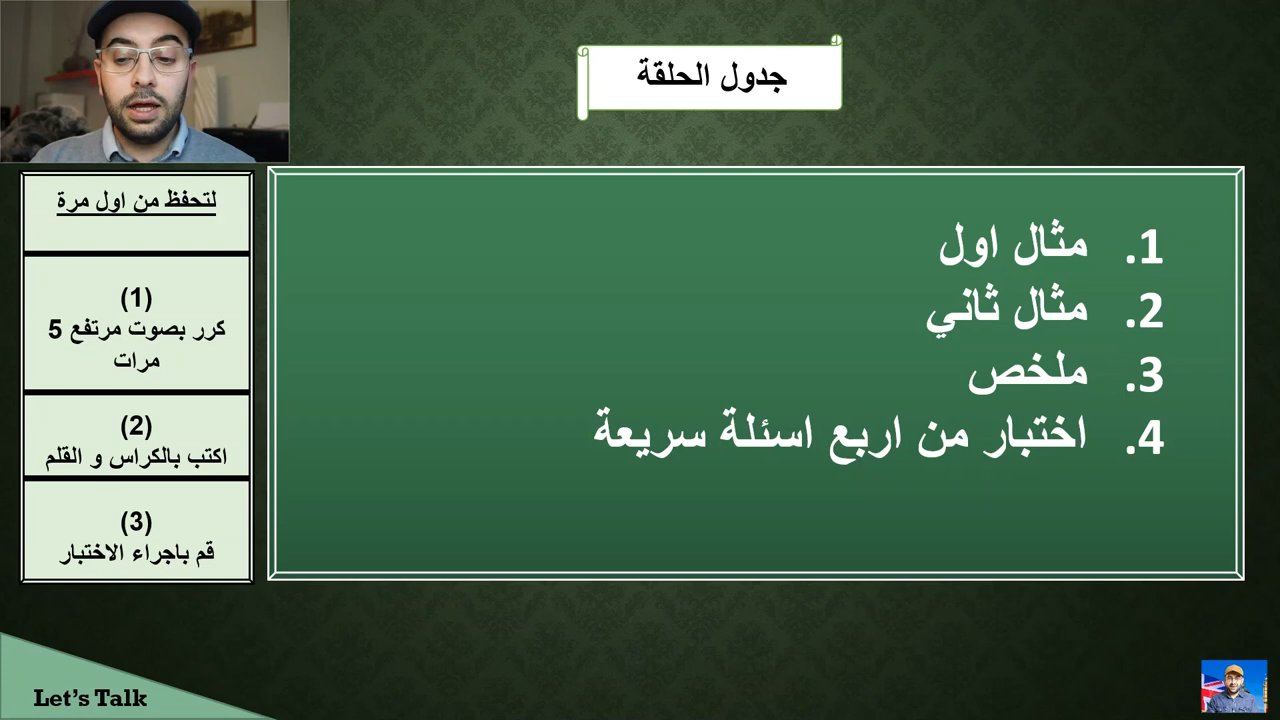 جدول الحلقة
1. مثال اول
2. مثال ثاني
3. ملخص
4. اختبار من اربع اسئلة سريعة
لتحفظ من اول مرة
(1)
كرر بصوت مرتفع 5
مرات
(2)
اكتب بالكراس و القلم
(3)
قم باجراء الاختبار
Let's Talk